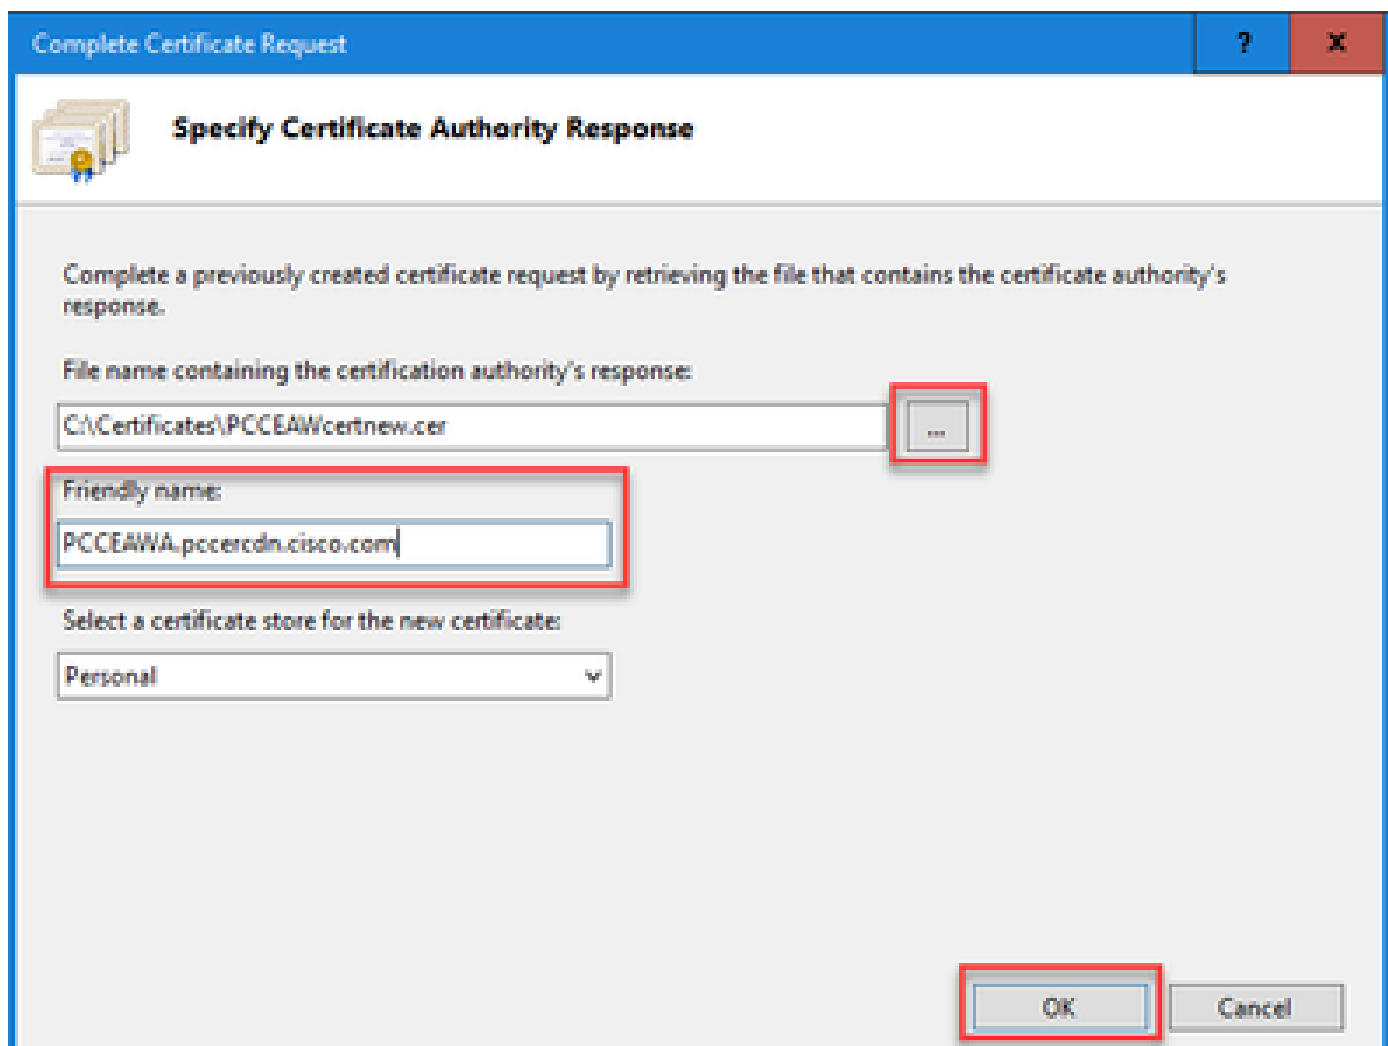 Complete Certificate Request
?
x
Specify Certificate Authority Response
Complete a previously created certificate request by retrieving the file that contains the certificate authority's
response.
File name containing the certification authority's response:
C:\Certificates\PCCEAWcertnew.cer
...
Friendly name:
PCCEAWA.pccercdn.cisco.com
Select a certificate store for the new certificate:
Personal
OK
Cancel